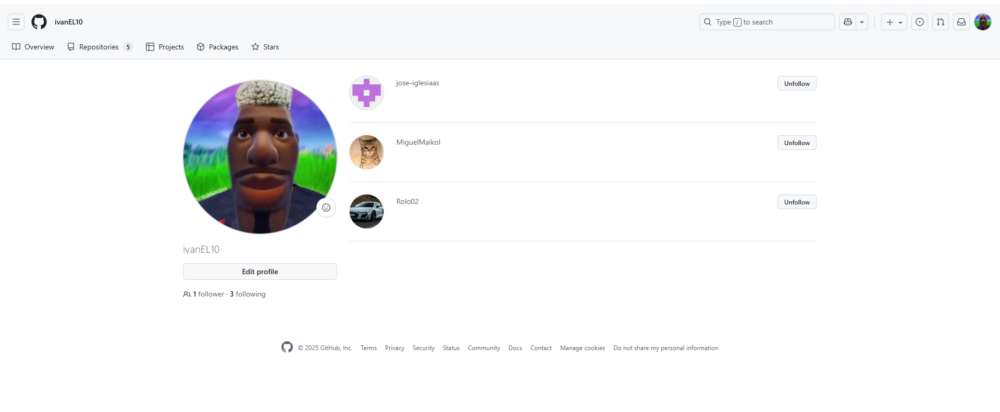 ivanEL10
Type / to search
Overview
Repositories 5
Projects
Packages
Stars
jose-iglesiaas
Unfollow
MiguelMaikol
Unfollow
Rolo02
Unfollow
MundoDespectivo
ivanEL10
Edit profile
1 follower · 3 following
© 2025 GitHub, Inc. Terms Privacy Security Status Community Docs Contact Manage cookies Do not share my personal information